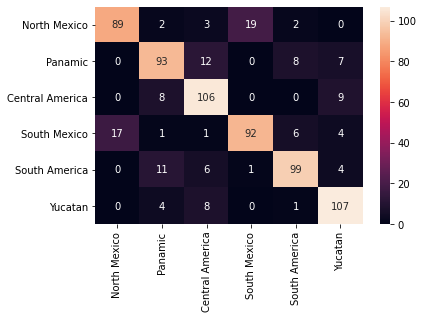 North Mexico 89 2 3 19 2 0
Panamic 0 93 12 0 8 7
Central America 0 8 106 0 0 9
South Mexico 17 1 1 92 6 4
South America 0 11 6 1 99 4
Yucatan 0 4 8 0 1 107
North Mexico
Panamic
Central America
South Mexico
South America
Yucatan
100
80
60
40
20
0